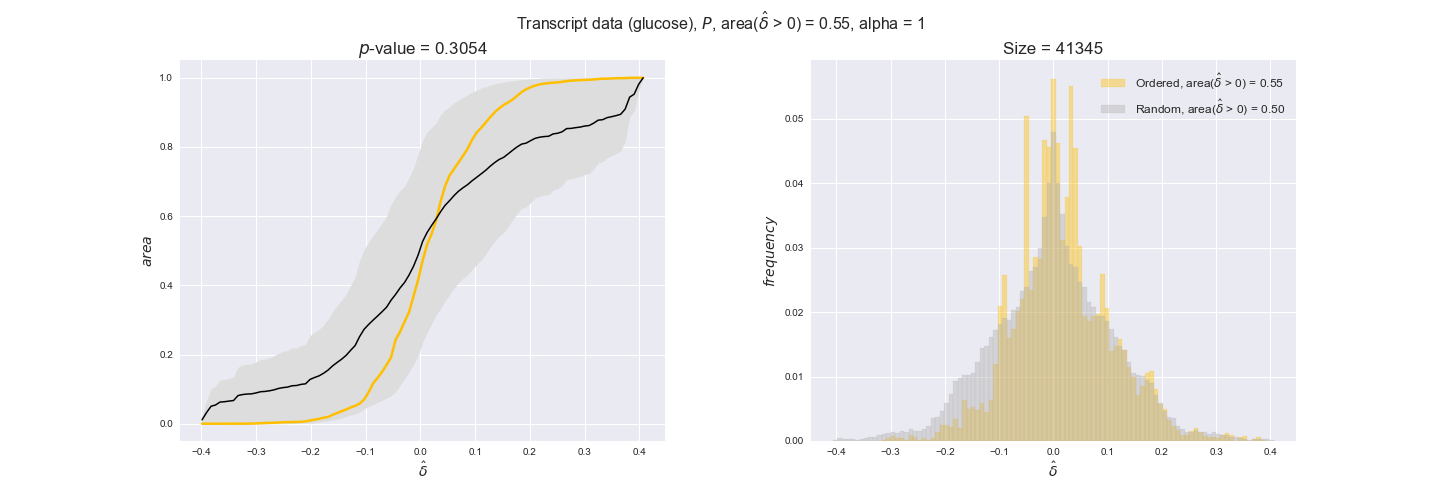 Transcript data (glucose), P, area(δ̂ > 0) = 0.55, alpha = 1
p-value = 0.3054
area
1.0
0.8
0.6
0.4
0.2
0.0
−0.4 −0.3 −0.2 −0.1 0.0 0.1 0.2 0.3 0.4
δ̂
Size = 41345
Ordered, area(δ̂ > 0) = 0.55
Random, area(δ̂ > 0) = 0.50
frequency
0.05
0.04
0.03
0.02
0.01
0.00
−0.4 −0.3 −0.2 −0.1 0.0 0.1 0.2 0.3 0.4
δ̂